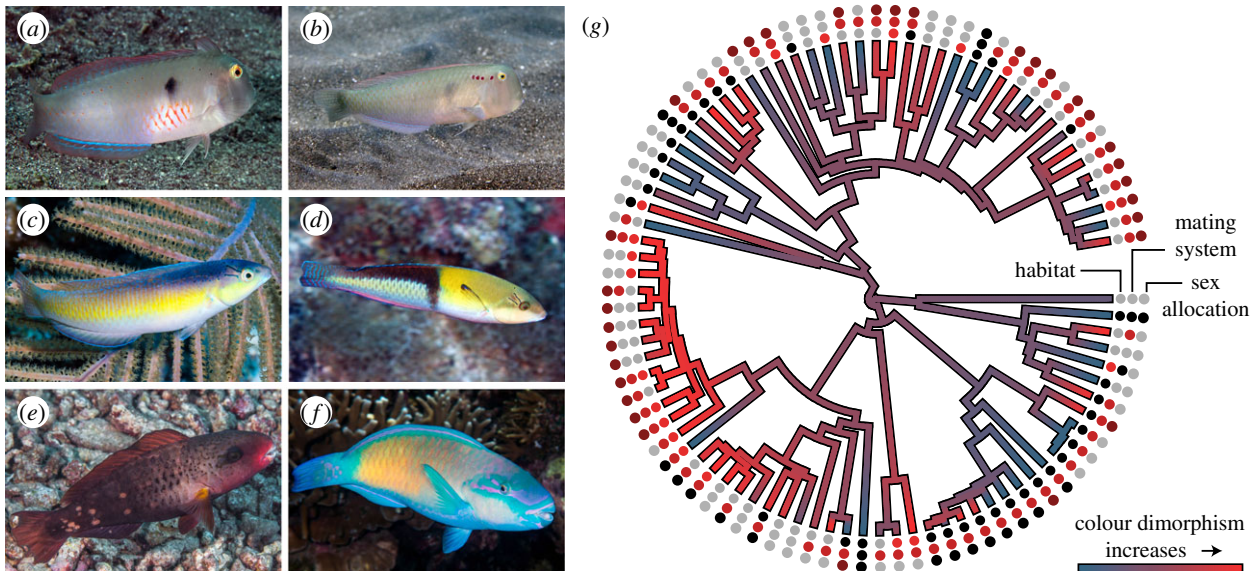 (a)
(b)
(c)
(d)
(e)
(f)
(g)
mating
system
habitat
sex
allocation
colour dimorphism
increases →